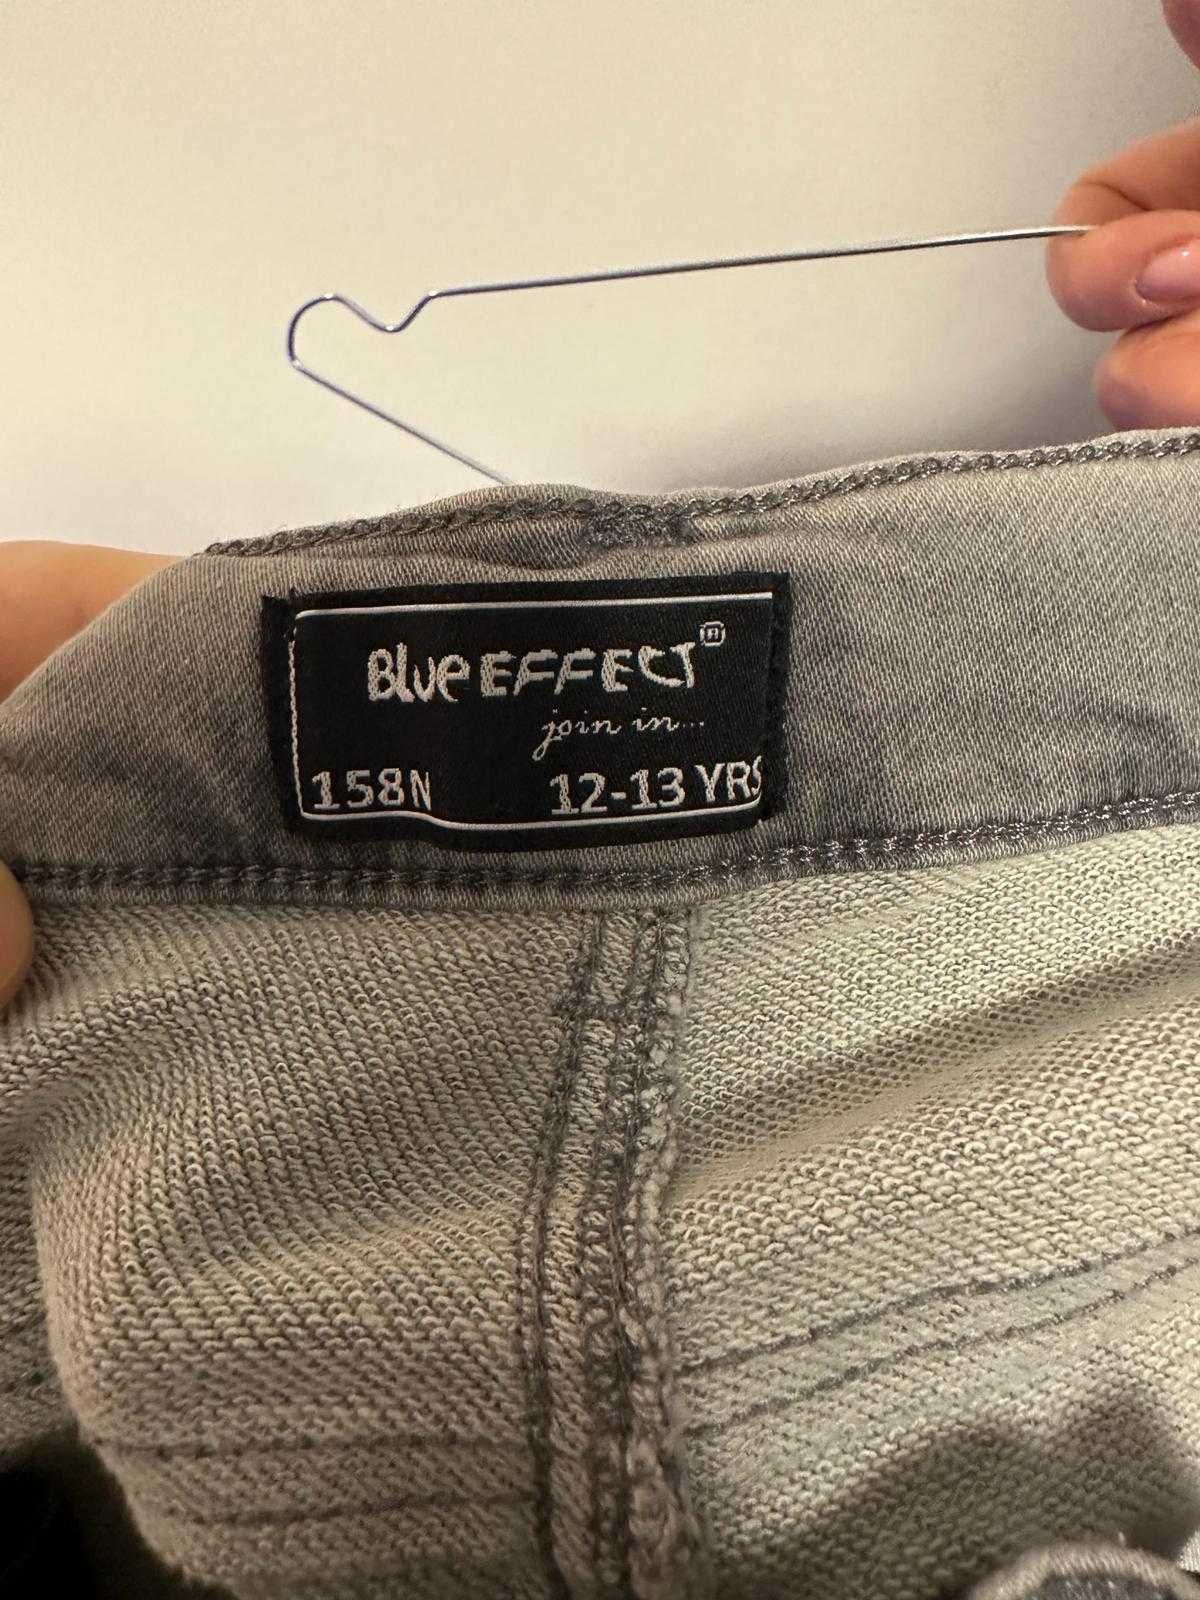 Blue EFFECT®
join in...
158N 12-13 YRS